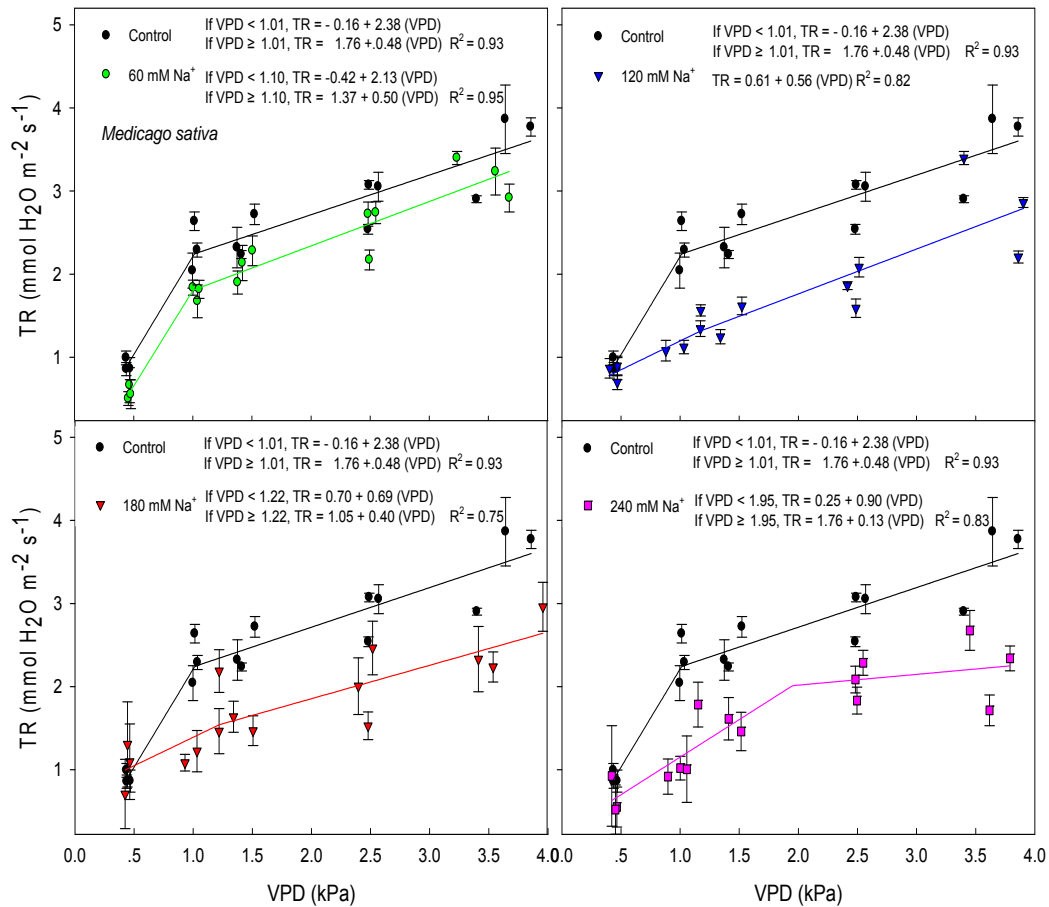 If VPD < 1.01, TR = - 0.16 + 2.38 (VPD)
Control
If VPD ≥ 1.01, TR = 1.76 +.0.48 (VPD) R² = 0.93
60 mM Na⁺ If VPD < 1.10, TR = -0.42 + 2.13 (VPD)
If VPD ≥ 1.10, TR = 1.37 + 0.50 (VPD) R² = 0.95
Medicago sativa
TR (mmol H₂O m⁻² s⁻¹)
5
4
3
2
1
If VPD < 1.01, TR = - 0.16 + 2.38 (VPD)
Control
If VPD ≥ 1.01, TR = 1.76 +.0.48 (VPD) R² = 0.93
120 mM Na⁺ TR = 0.61 + 0.56 (VPD) R² = 0.82
If VPD < 1.01, TR = - 0.16 + 2.38 (VPD)
Control
If VPD ≥ 1.01, TR = 1.76 +.0.48 (VPD) R² = 0.93
180 mM Na⁺ If VPD < 1.22, TR = 0.70 + 0.69 (VPD)
If VPD ≥ 1.22, TR = 1.05 + 0.40 (VPD) R² = 0.75
TR (mmol H₂O m⁻² s⁻¹)
5
4
3
2
1
0.0 .5 1.0 1.5 2.0 2.5 3.0 3.5 4.0
VPD (kPa)
If VPD < 1.01, TR = - 0.16 + 2.38 (VPD)
Control
If VPD ≥ 1.01, TR = 1.76 +.0.48 (VPD) R² = 0.93
240 mM Na⁺ If VPD < 1.95, TR = 0.25 + 0.90 (VPD)
If VPD ≥ 1.95, TR = 1.76 + 0.13 (VPD) R² = 0.83
.5 1.0 1.5 2.0 2.5 3.0 3.5 4.0
VPD (kPa)